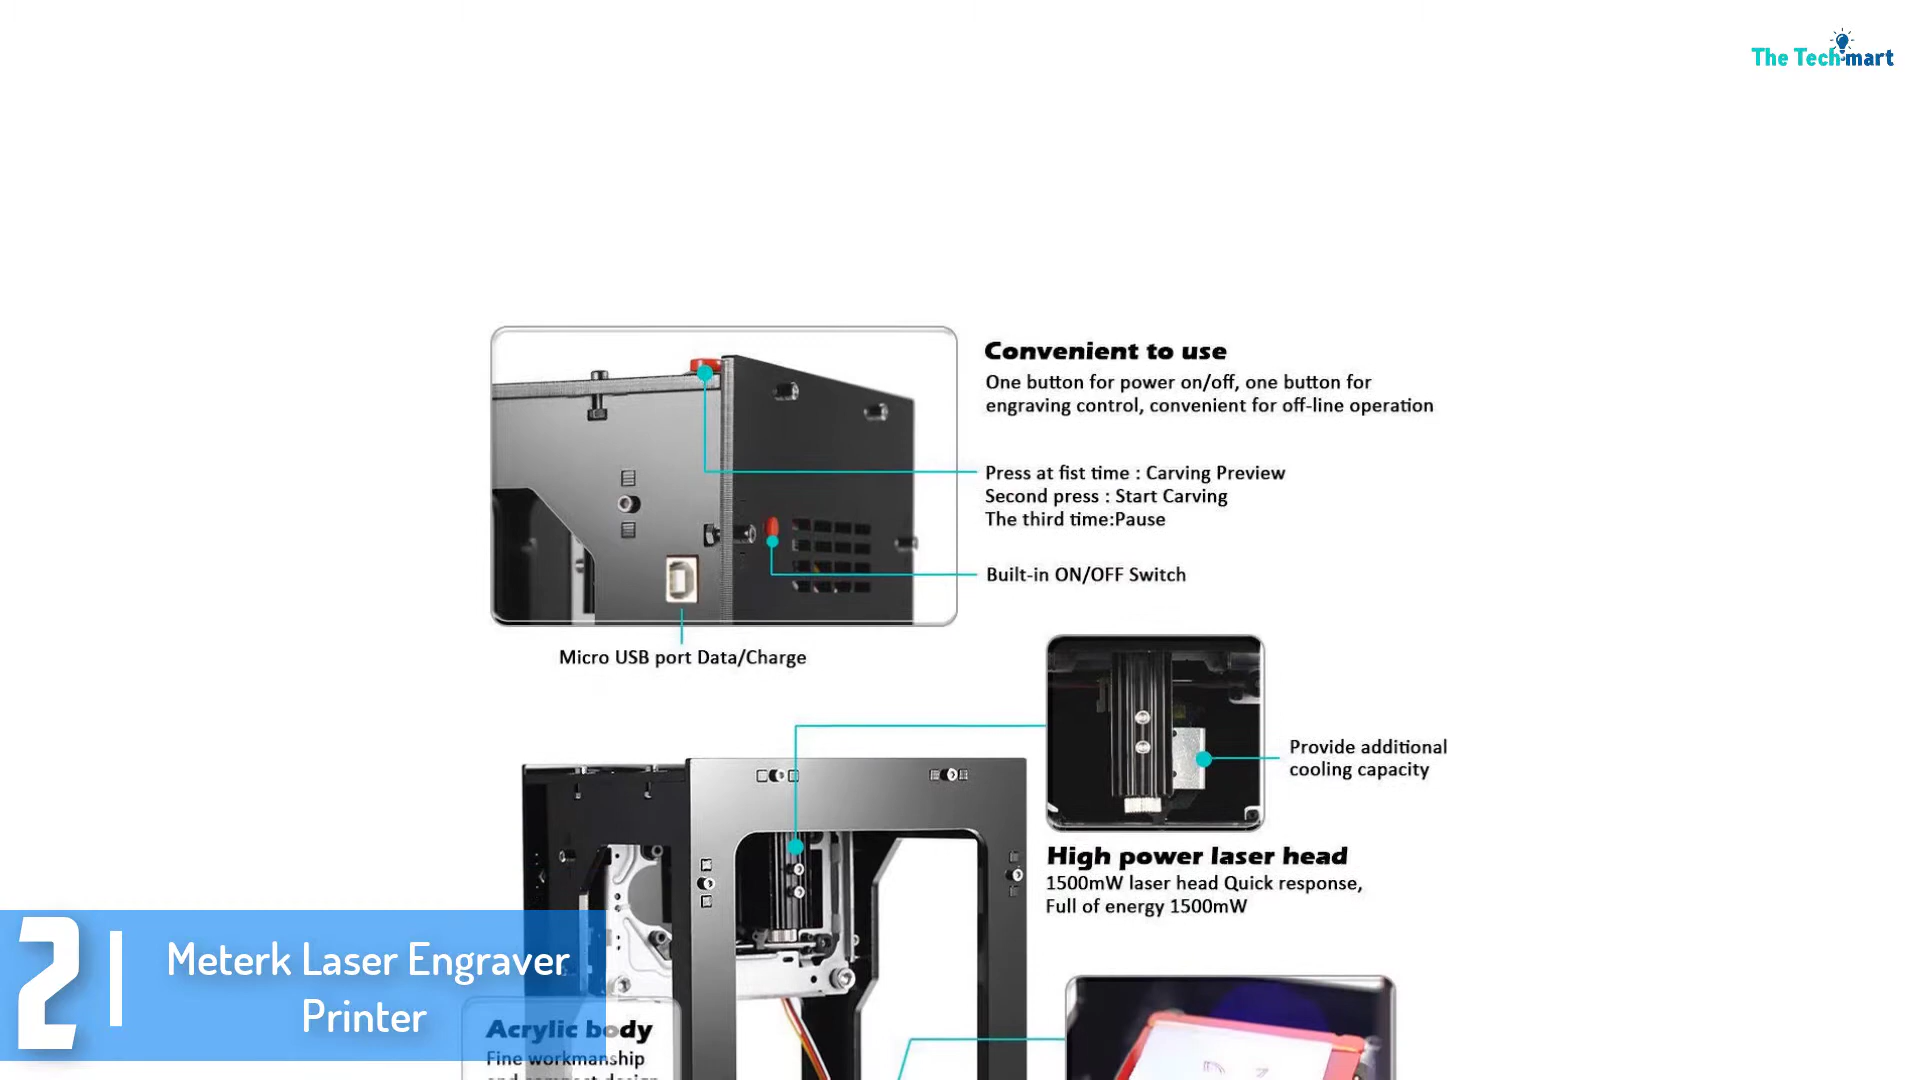 The Tech mart
Convenient to use
One button for power on/off, one button for
engraving control, convenient for off-line operation
Press at fist time : Carving Preview
Second press : Start Carving
The third time:Pause
Built-in ON/OFF Switch
Micro USB port Data/Charge
Provide additional
cooling capacity
High power laser head
1500mW laser head Quick response,
Full of energy 1500mW
2
Meterk Laser Engraver
Printer
Acrylic body
Fine workmanship
and compact design